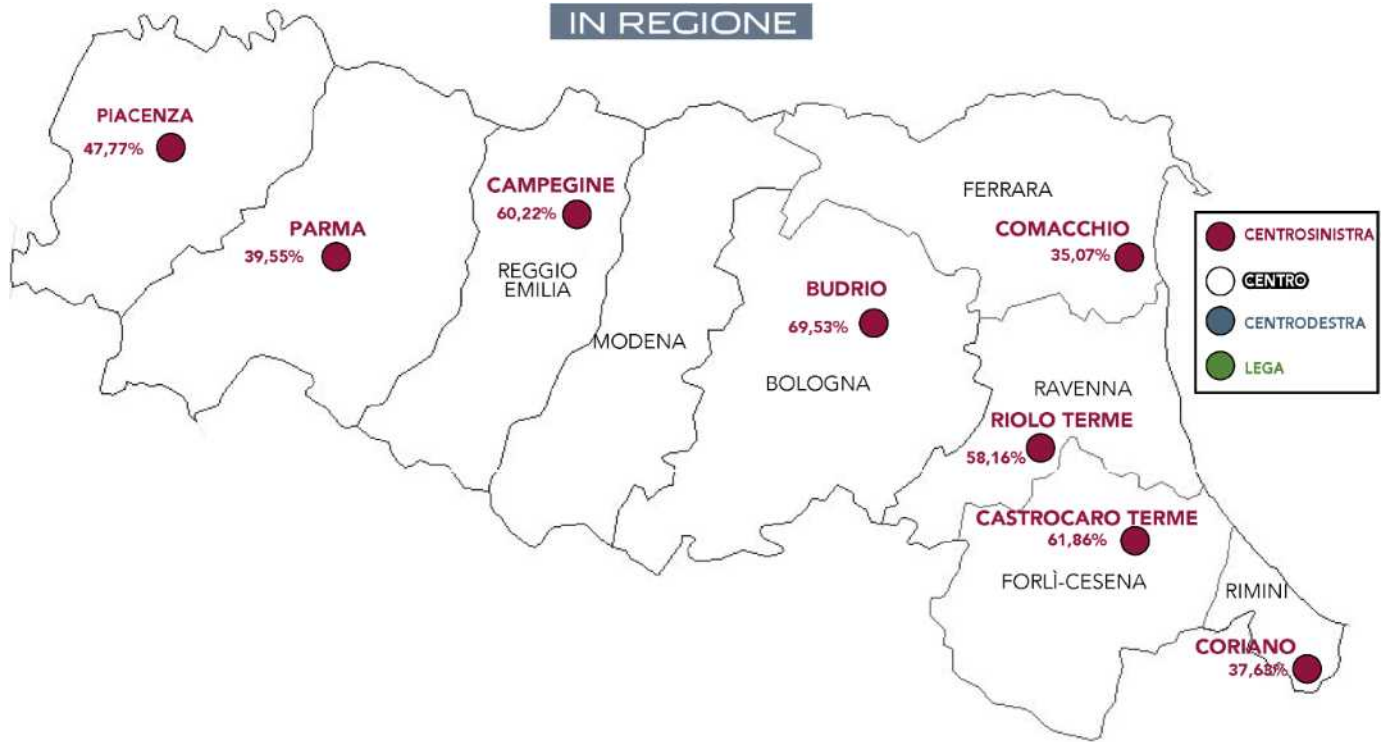 IN REGIONE
PIACENZA
47,77%
PARMA
39,55%
CAMPEGINE
60,22%
REGGIO
EMILIA
MODENA
BUDRIO
69,53%
BOLOGNA
FERRARA
COMACCHIO
35,07%
RAVENNA
RIOLO TERME
58,16%
CASTROCARO TERME
61,86%
FORLÌ-CESENA
RIMINI
CORIANO
37,63%
CENTROSINISTRA
CENTRO
CENTRODESTRA
LEGA